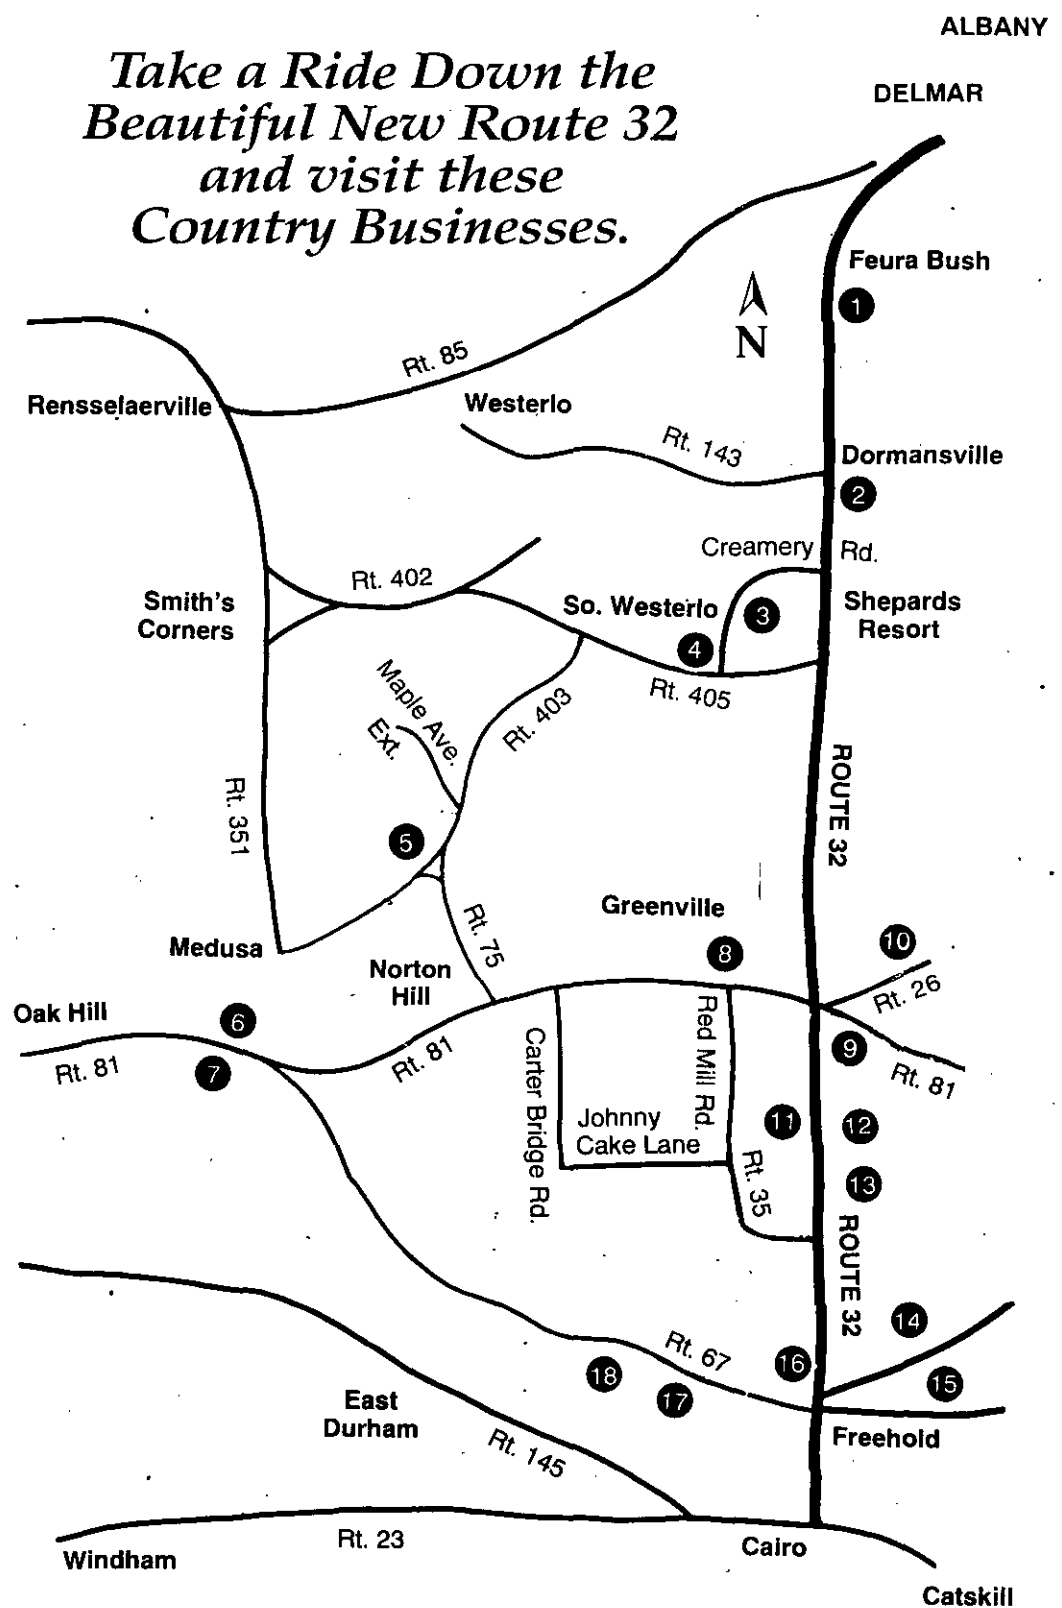 ALBANY
Take a Ride Down the
Beautiful New Route 32
and visit these
Country Businesses.
DELMAR
Feura Bush
1
N
Rt. 85
Rensselaerville
Westerlo
Rt. 143
Dormansville
2
Creamery Rd.
Rt. 402
Smith's
Corners
So. Westerlo
3
Shepards
Resort
4
Rt. 405
Maple Ave.
Ext.
Rt. 403
Rt. 351
ROUTE 32
5
Greenville
Medusa
Rt. 75
Norton
Hill
8
10
Rt. 26
Oak Hill
6
Rt. 81
7
Rt. 81
9
Rt. 81
Carter Bridge Rd.
Red Mill Rd.
Johnny
Cake Lane
11
12
Rt. 35
13
ROUTE 32
14
Rt. 67
16
15
18
17
East
Durham
Freehold
Rt. 145
Rt. 23
Windham
Cairo
Catskill